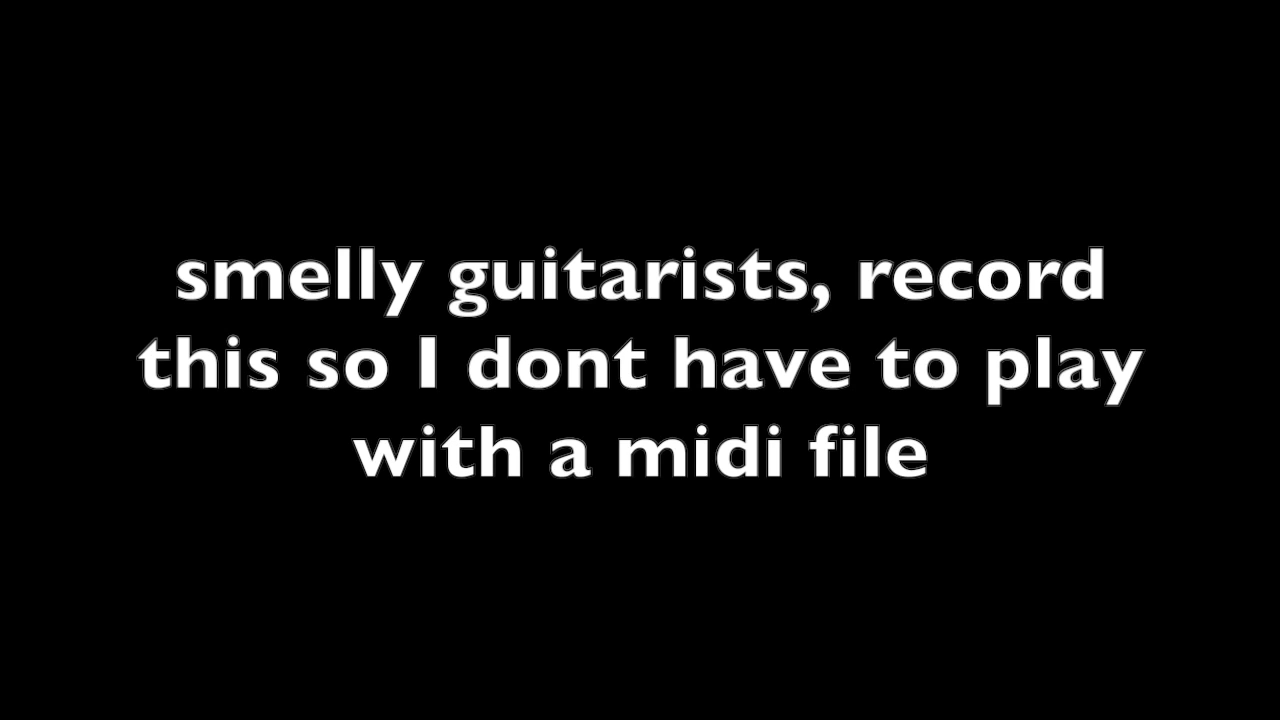 smelly guitarists, record
this so I dont have to play
with a midi file